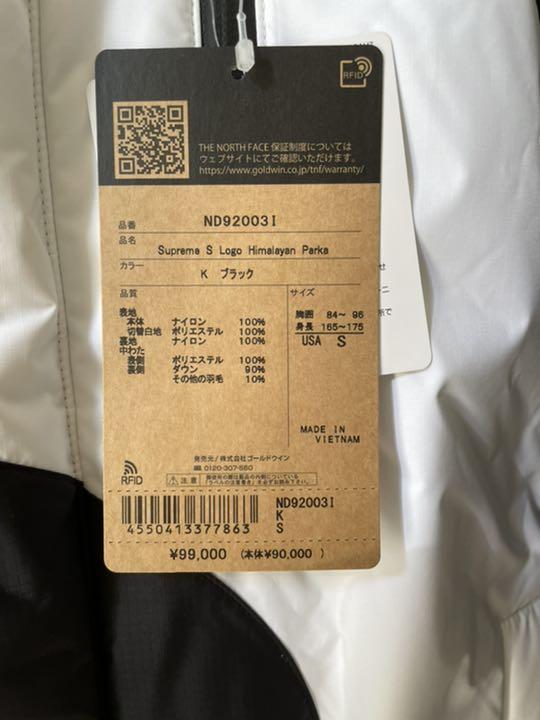 RFID
THE NORTH FACE 保証制度については
ウェブサイトにてご確認いただけます。
https://www.goldwin.co.jp/tnf/warranty/
品番 ND92003I
品名
Supreme S Logo Himalayan Parka
カラー
K ブラック
品質
表地
本体 ナイロン 100%
切替白地 ポリエステル 100%
裏地 ナイロン 100%
中わた
表側 ポリエステル 100%
裏側 ダウン 90%
その他の羽毛 10%
サイズ
胸囲 84~ 96
身長 165~175
USA S
MADE IN
VIETNAM
発売元/株式会社ゴールドウイン
0120-307-560
RFID
注意
ND92003I
K
S
4550413377863
¥99,000 (本体¥90,000 )
せ